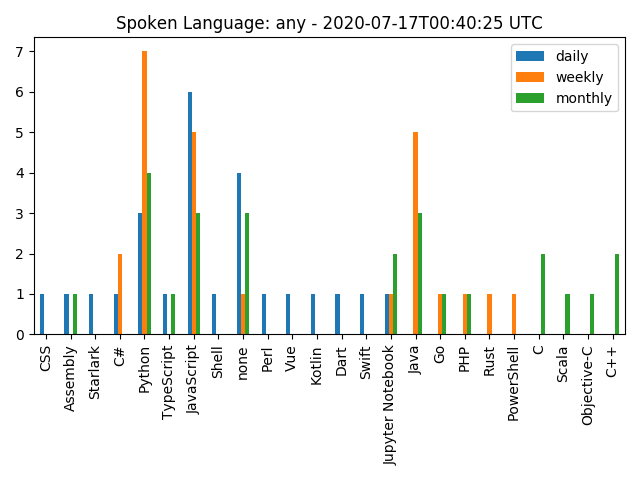 Spoken Language: any - 2020-07-17T00:40:25 UTC
daily
weekly
monthly
7
6
5
4
3
2
1
0
CSS
Assembly
Starlark
C#
Python
TypeScript
JavaScript
Shell
none
Perl
Vue
Kotlin
Dart
Swift
Jupyter Notebook
Java
Go
PHP
Rust
PowerShell
C
Scala
Objective-C
C++